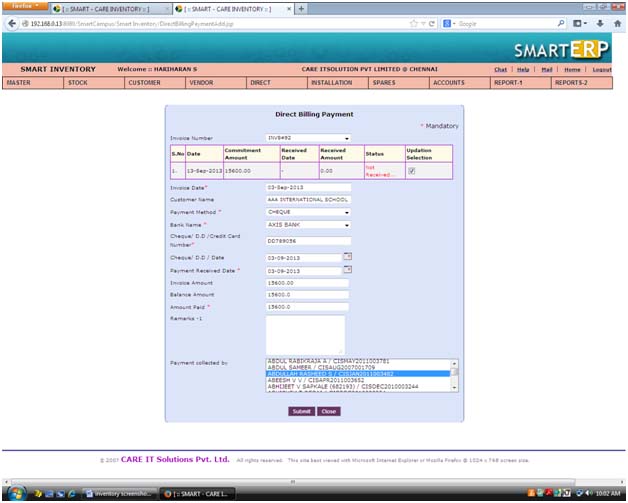 Firefox
[ :: SMART - CARE INVENTORY :: ]
[ :: SMART - CARE INVENTORY :: ]
192.168.0.13:8080/SmartCampus/Smart Inventory/DirectBillingPaymentAdd.jsp
Google
SMARTERP
SMART INVENTORY Welcome :: HARIHARAN S CARE ITSOLUTION PVT LIMITED @ CHENNAI Chat | Help | Mail | Home | Logout
MASTER STOCK CUSTOMER VENDOR DIRECT INSTALLATION SPARES ACCOUNTS REPORT-1 REPORTS-2
Direct Billing Payment
* Mandatory
Invoice Number INV8#92
S.No Date Commitment Amount Received Date Received Amount Status Updation Selection
1. 13-Sep-2013 15600.00 - 0.00 Not Received...
Invoice Date* 03-Sep-2013
Customer Name AAA INTERNATIONAL SCHOOL
Payment Method * CHEQUE
Bank Name * AXIS BANK
Cheque/ D.D /Credit Card
Number* DD789056
Cheque/ D.D / Date 03-09-2013
Payment Received Date * 03-09-2013
Invoice Amount 15600.00
Balance Amount 15600.0
Amount Paid * 15600.0
Remarks -1
Payment collected by
ABDUL RABIKRAJA A / CISMAY2011003781
ABDUL SAMEER / CISAUG2007001709
ABDULLAH RASHEED S / CISJAN2011003482
ABEESH V V / CISAPR2011003652
ABHIJEET V SAPKALE (682193) / CISDEC2010003244
Submit Close
© 2007 CARE IT Solutions Pvt. Ltd. All rights reserved. This site best viewed with Microsoft Internet Explorer or Mozilla Firefox @ 1024 x 768 screen size.
inventory screensho...
[ :: SMART - CARE I...
10:02 AM